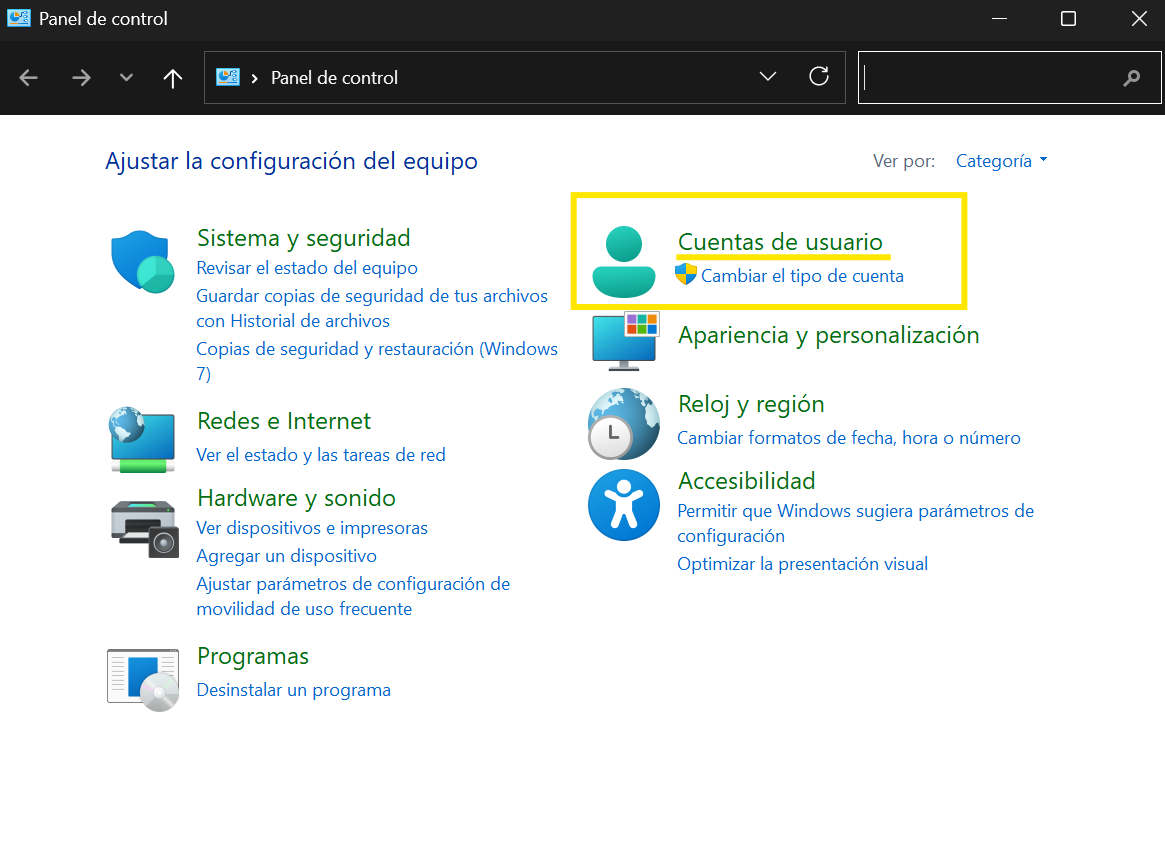 Panel de control
Panel de control
Ajustar la configuración del equipo
Ver por: Categoría
Sistema y seguridad
Revisar el estado del equipo
Guardar copias de seguridad de tus archivos
con Historial de archivos
Copias de seguridad y restauración (Windows
7)
Redes e Internet
Ver el estado y las tareas de red
Hardware y sonido
Ver dispositivos e impresoras
Agregar un dispositivo
Ajustar parámetros de configuración de
movilidad de uso frecuente
Programas
Desinstalar un programa
Cuentas de usuario
Cambiar el tipo de cuenta
Apariencia y personalización
Reloj y región
Cambiar formatos de fecha, hora o número
Accesibilidad
Permitir que Windows sugiera parámetros de
configuración
Optimizar la presentación visual